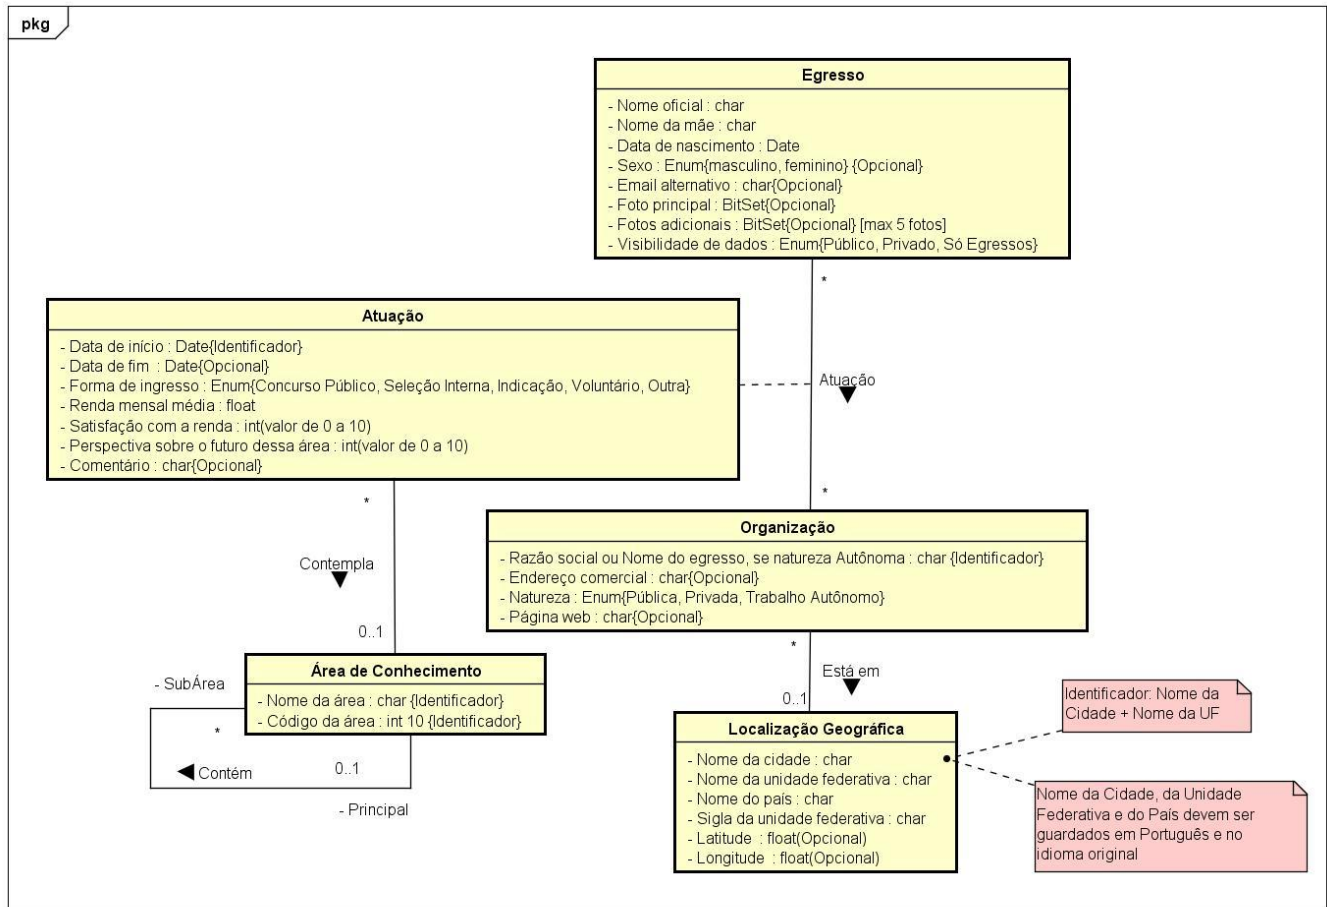 pkg
Egresso
- Nome oficial : char
- Nome da mãe : char
- Data de nascimento : Date
- Sexo : Enum{masculino, feminino} {Opcional}
- Email alternativo : char{Opcional}
- Foto principal : BitSet{Opcional}
- Fotos adicionais : BitSet{Opcional} [max 5 fotos]
- Visibilidade de dados : Enum{Público, Privado, Só Egressos}
*
Atuação
- Data de início : Date{Identificador}
- Data de fim : Date{Opcional}
- Forma de ingresso : Enum{Concurso Público, Seleção Interna, Indicação, Voluntário, Outra}
- Renda mensal média : float
- Satisfação com a renda : int(valor de 0 a 10)
- Perspectiva sobre o futuro dessa área : int(valor de 0 a 10)
- Comentário : char{Opcional}
Atuação
*
*
Organização
- Razão social ou Nome do egresso, se natureza Autônoma : char {Identificador}
- Endereço comercial : char{Opcional}
- Natureza : Enum{Pública, Privada, Trabalho Autônomo}
- Página web : char{Opcional}
Contempla
0..1
Área de Conhecimento
- Nome da área : char {Identificador}
- Código da área : int 10 {Identificador}
- SubÁrea
*
Contém
0..1
- Principal
*
Está em
0..1
Localização Geográfica
- Nome da cidade : char
- Nome da unidade federativa : char
- Nome do país : char
- Sigla da unidade federativa : char
- Latitude : float(Opcional)
- Longitude : float(Opcional)
Identificador: Nome da
Cidade + Nome da UF
Nome da Cidade, da Unidade
Federativa e do País devem ser
guardados em Português e no
idioma original